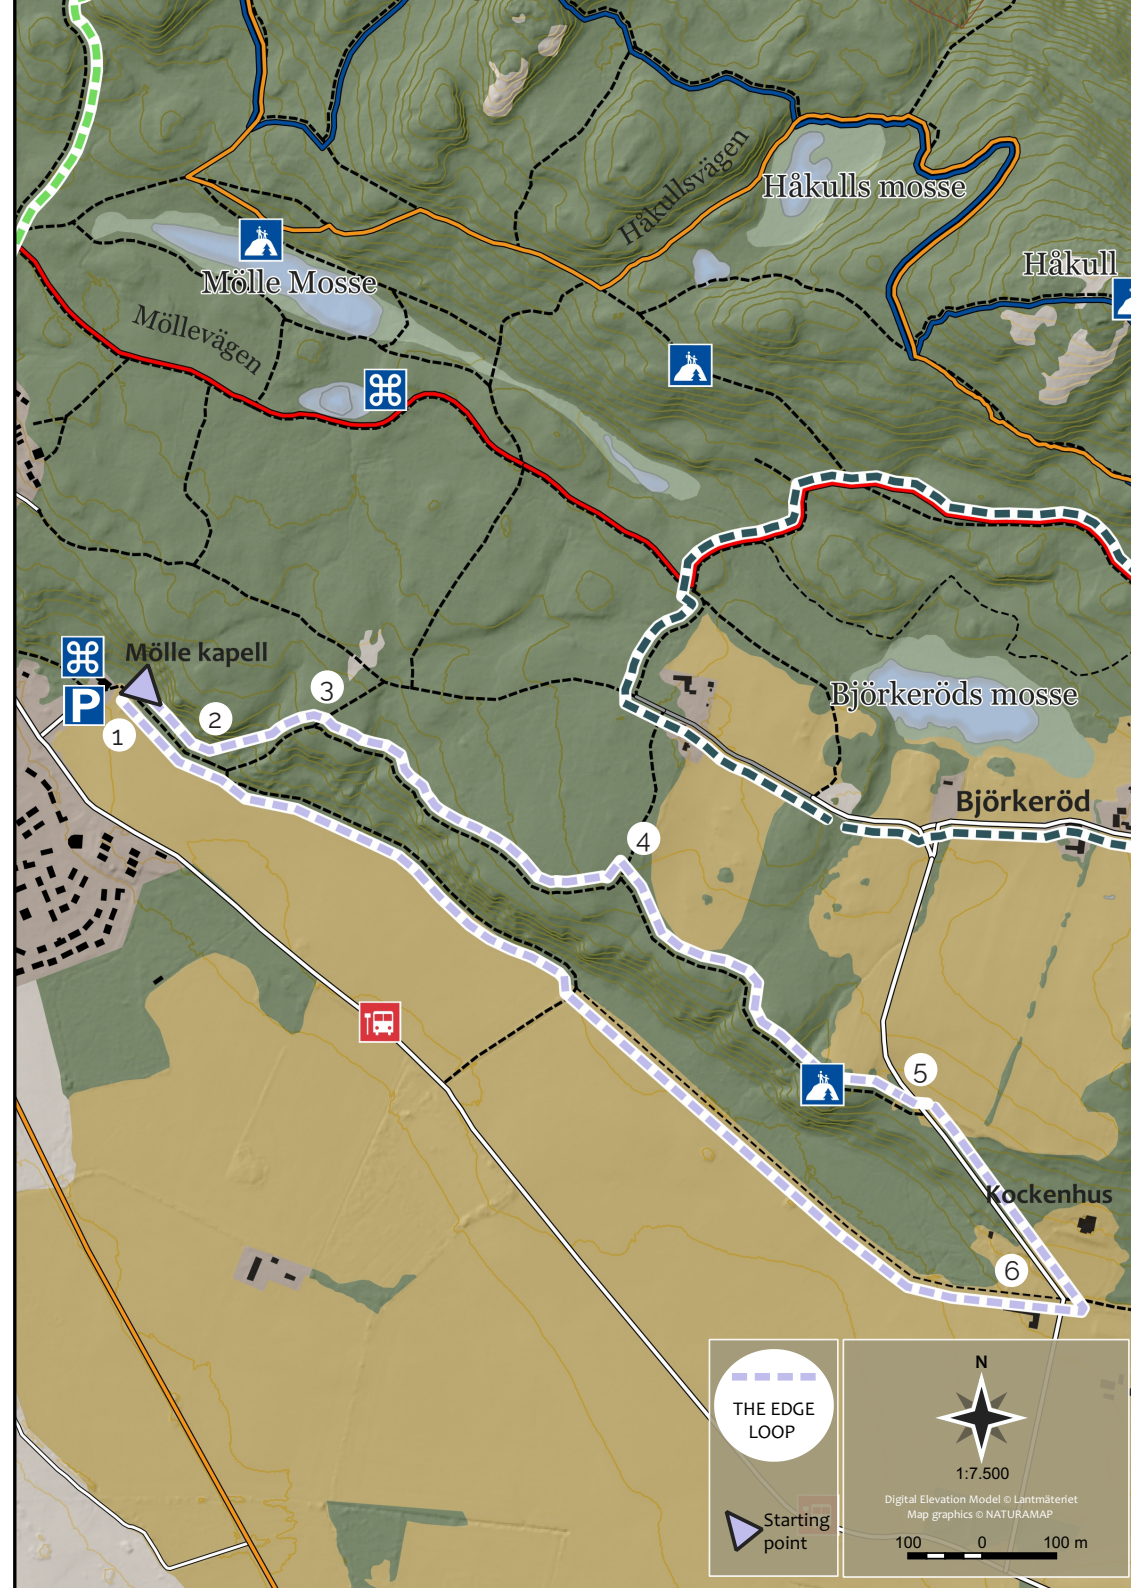 Håkullsvägen
Håkulls mosse
Håkull
Mölle Mosse
Möllevägen
Mölle kapell
P
1
2
3
Björkeröds mosse
Björkeröd
4
5
Kockenhus
6
THE EDGE
LOOP
Starting
point
N
1:7.500
Digital Elevation Model © Lantmäteriet
Map graphics © NATURAMAP
100 0 100 m